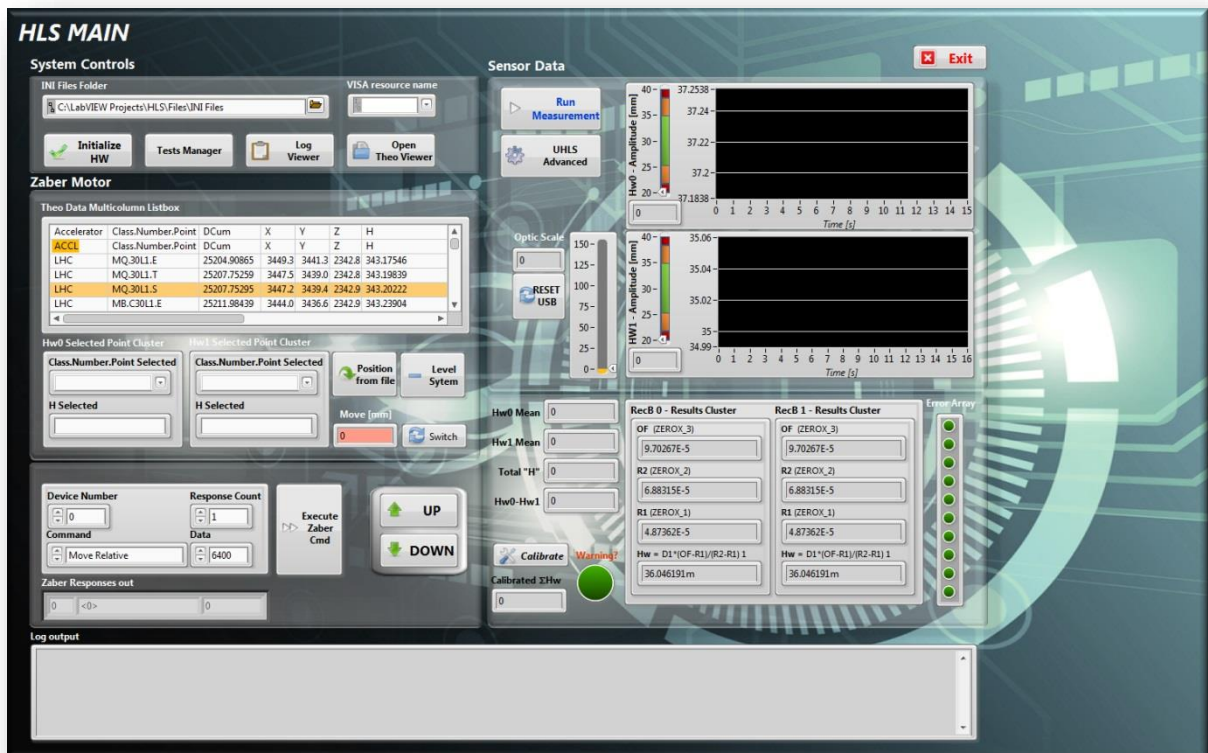 HLS MAIN
Exit
System Controls
INI Files Folder
VISA resource name
C:\LabVIEW Projects\HLS\Files\INI Files
Initialize HW
Tests Manager
Log Viewer
Open Theo Viewer
Zaber Motor
Theo Data Multicolumn Listbox
Accelerator Class.Number.Point DCum X Y Z H
ACCL Class.Number.Point DCum X Y Z H
LHC MQ.30L1.E 25204.90865 3449.3 3441.3 2342.8 343.17546
LHC MQ.30L1.T 25207.75259 3447.5 3439.0 2342.8 343.19839
LHC MQ.30L1.S 25207.75295 3447.2 3439.4 2342.9 343.20222
LHC MB.C30L1.E 25211.98439 3444.0 3436.6 2342.9 343.23904
Hw0 Selected Point Cluster
Hw1 Selected Point Cluster
Class.Number.Point Selected
Class.Number.Point Selected
H Selected
H Selected
Position from file
Level Sytem
Move [mm]
0
Switch
Device Number
0
Response Count
1
Command
Move Relative
Data
6400
Execute Zaber Cmd
UP
DOWN
Zaber Responses out
0 <0> 0
Sensor Data
Run Measurement
UHLS Advanced
Optic Scale
0
RESET USB
150
125
100
75
50
25
0
Hw0 - Amplitude [mm]
40
35
30
25
20
0
37.2538
37.24
37.22
37.2
37.1838
0 1 2 3 4 5 6 7 8 9 10 11 12 13 14 15
Time [s]
HW1 - Amplitude [mm]
40
35
30
25
20
0
35.06
35.04
35.02
35
34.99
0 1 2 3 4 5 6 7 8 9 10 11 12 13 14 15 16
Time [s]
Hw0 Mean 0
Hw1 Mean 0
Total "H" 0
Hw0-Hw1 0
Calibrate
Warning?
Calibrated ΣHw
0
RecB 0 - Results Cluster
OF (ZEROX_3)
9.70267E-5
R2 (ZEROX_2)
6.88315E-5
R1 (ZEROX_1)
4.87362E-5
Hw = D1*(OF-R1)/(R2-R1) 1
36.046191m
RecB 1 - Results Cluster
OF (ZEROX_3)
9.70267E-5
R2 (ZEROX_2)
6.88315E-5
R1 (ZEROX_1)
4.87362E-5
Hw = D1*(OF-R1)/(R2-R1) 1
36.046191m
Error Array
Log output